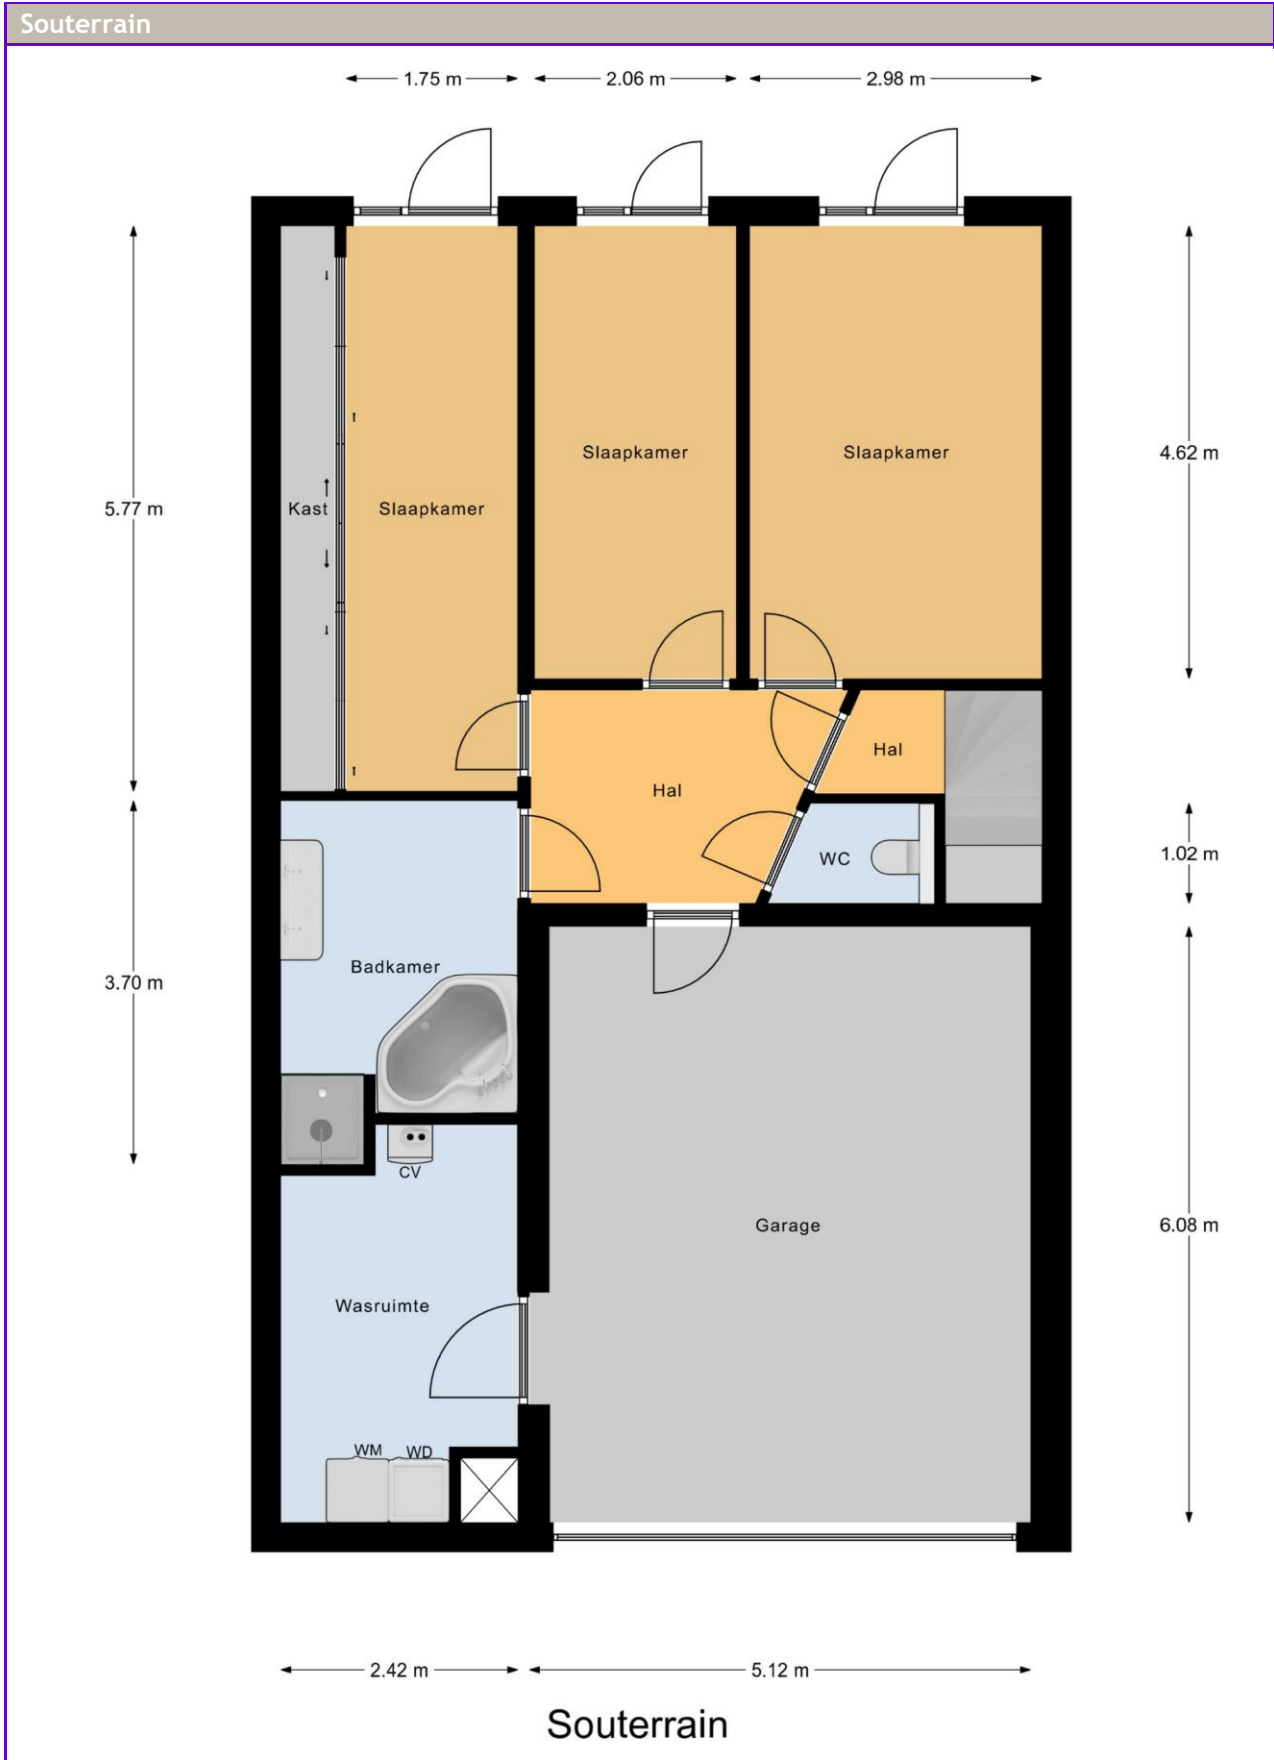 Souterrain
1.75 m
2.06 m
2.98 m
Slaapkamer
Slaapkamer
4.62 m
5.77 m
Kast
Slaapkamer
Hal
Hal
WC
1.02 m
Badkamer
3.70 m
CV
Garage
6.08 m
Wasruimte
WM
WD
2.42 m
5.12 m
Souterrain